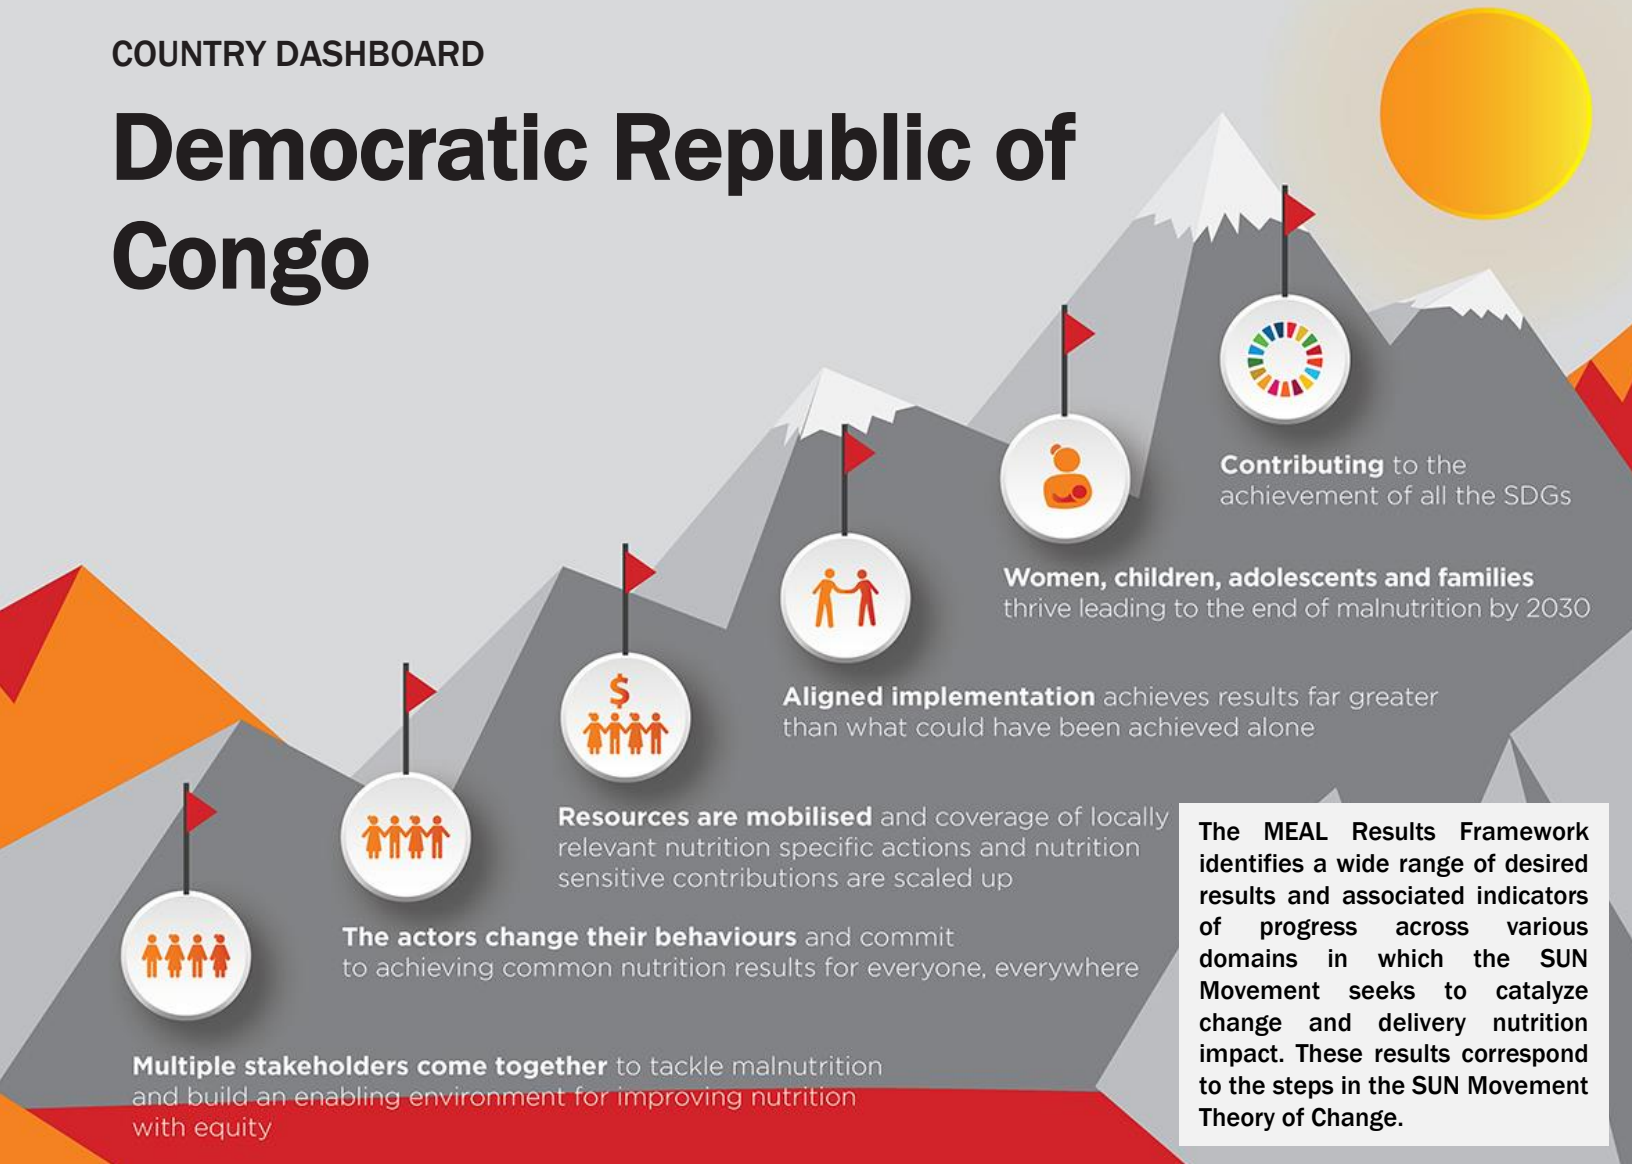 COUNTRY DASHBOARD
Democratic Republic of
Congo
Contributing to the
achievement of all the SDGs
Women, children, adolescents and families
thrive leading to the end of malnutrition by 2030
Aligned implementation achieves results far greater
than what could have been achieved alone
$
Resources are mobilised and coverage of locally
relevant nutrition specific actions and nutrition
sensitive contributions are scaled up
The actors change their behaviours and commit
to achieving common nutrition results for everyone, everywhere
Multiple stakeholders come together to tackle malnutrition
and build an enabling environment for improving nutrition
with equity
The MEAL Results Framework
identifies a wide range of desired
results and associated indicators
of progress across various
domains in which the SUN
Movement seeks to catalyze
change and delivery nutrition
impact. These results correspond
to the steps in the SUN Movement
Theory of Change.